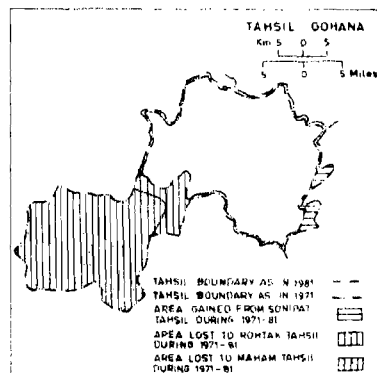 TAHSIL GOHANA
Km 5 0 5
5 0 5 Miles
TAHSIL BOUNDARY AS IN 1981
TAHSIL BOUNDARY AS IN 1971
AREA GAINED FROM SONIPAT
TAHSIL DURING 1971-81
AREA LOST TO ROHTAK TAHSIL
DURING 1971-81
AREA LOST TO MAHAM TAHSIL
DURING 1971-81